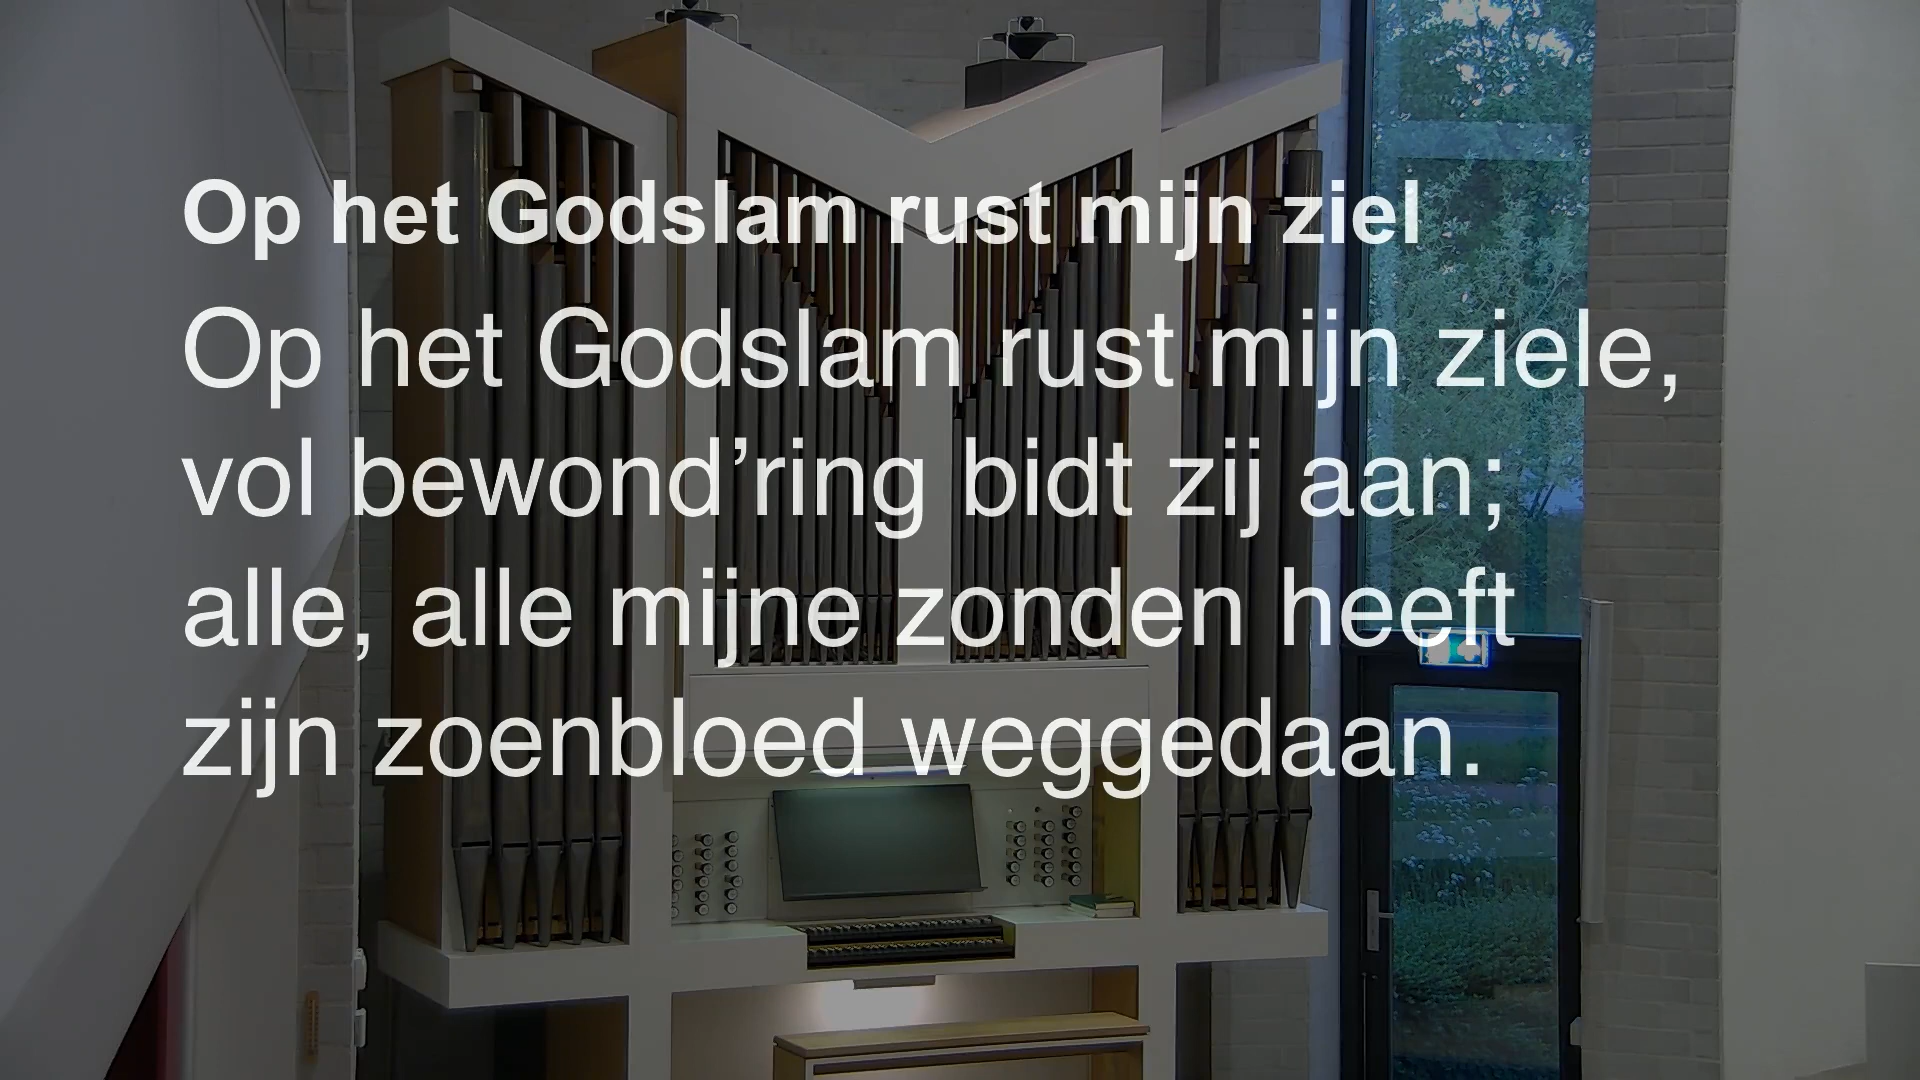 Op het Godslam rust mijn ziel
Op het Godslam rust mijn ziele,
vol bewond’ring bidt zij aan;
alle, alle mijne zonden heeft
zijn zoenbloed weggedaan.